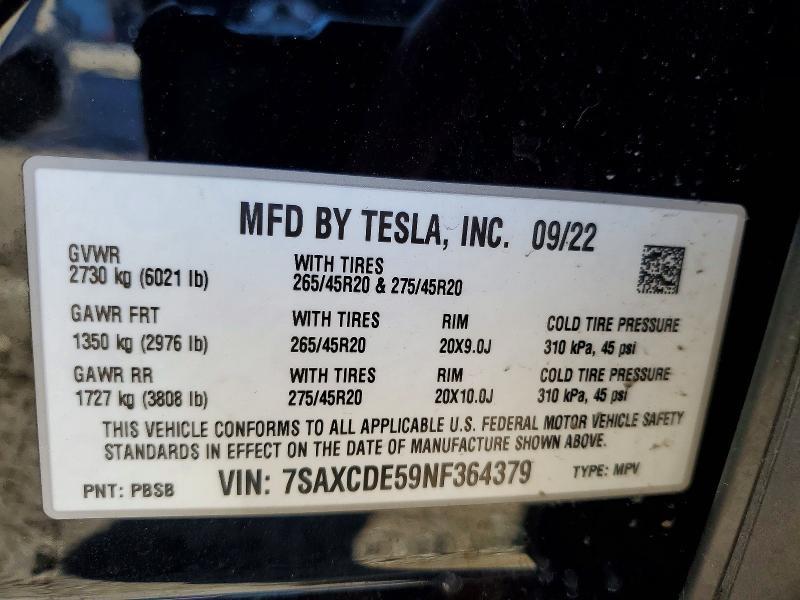 MFD BY TESLA, INC. 09/22
GVWR
2730 kg (6021 lb)
WITH TIRES
265/45R20 & 275/45R20
GAWR FRT
1350 kg (2976 lb)
WITH TIRES
265/45R20
RIM
20X9.0J
COLD TIRE PRESSURE
310 kPa, 45 psi
GAWR RR
1727 kg (3808 lb)
WITH TIRES
275/45R20
RIM
20X10.0J
COLD TIRE PRESSURE
310 kPa, 45 psi
THIS VEHICLE CONFORMS TO ALL APPLICABLE U.S. FEDERAL MOTOR VEHICLE SAFETY
STANDARDS IN EFFECT ON THE DATE OF MANUFACTURE SHOWN ABOVE.
PNT: PBSB VIN: 7SAXCDE59NF364379 TYPE: MPV